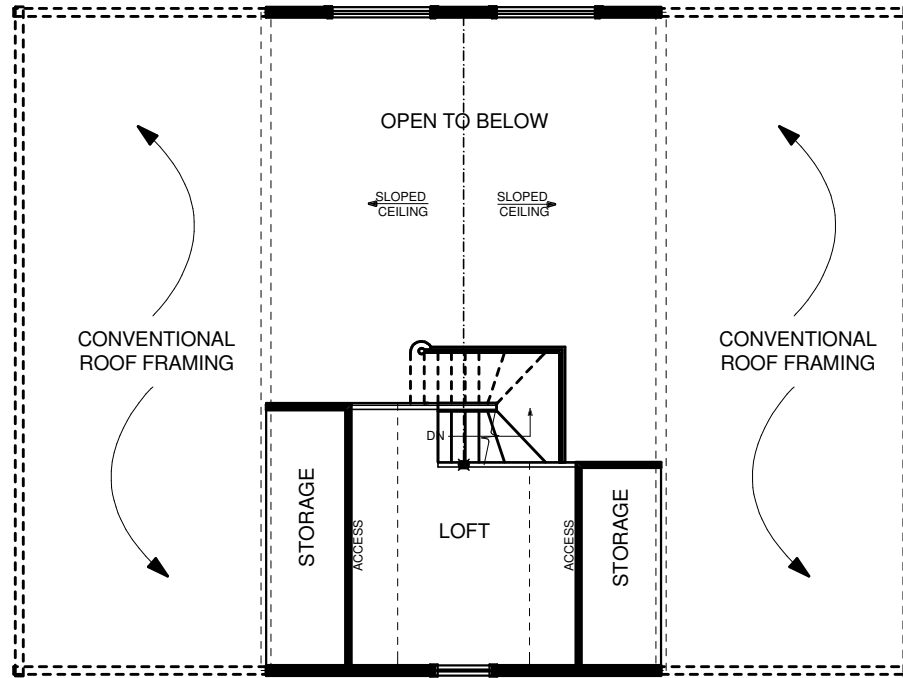 OPEN TO BELOW
SLOPED
CEILING
SLOPED
CEILING
CONVENTIONAL
ROOF FRAMING
CONVENTIONAL
ROOF FRAMING
DN
STORAGE
ACCESS
LOFT
ACCESS
STORAGE